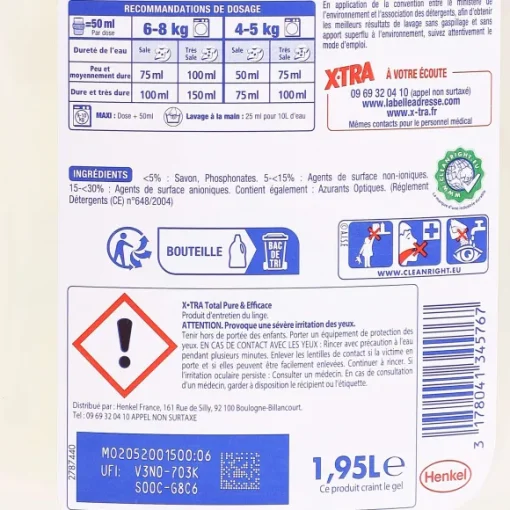 RECOMMANDATIONS DE DOSAGE
=50 ml
Par dose
6-8 kg
4-5 kg
Dureté de l'eau
Sale
Très Sale
Sale
Très Sale
Peu et moyennement dure
75 ml
100 ml
50 ml
75 ml
Dure et très dure
100 ml
150 ml
75 ml
100 ml
MAXI : Dose + 50ml
Lavage à la main : 25 ml pour 10L d'eau
En application de la convention entre le ministère de
l'environnement et l'association des détergents, afin d'obtenir
les meilleurs résultats de lavage sans gaspillage et sans
apport superflu à l'environnement, suivez attentivement le
mode d'emploi.
X-TRA À VOTRE ÉCOUTE
09 69 32 04 10 (appel non surtaxé)
www.labelleadresse.com
www.x-tra.fr
Mêmes contacts pour le personnel médical
INGRÉDIENTS <5% : Savon, Phosphonates. 5-<15% : Agents de surface non-ioniques.
15-<30% : Agents de surface anioniques. Contient également : Azurants Optiques. (Règlement
Détergents (CE) n°648/2004)
WWW.CLEANRIGHT.EU
BOUTEILLE
BAC
DE
TRI
©A.I.S.E
WWW.CLEANRIGHT.EU
X-TRA Total Pure & Efficace
Produit d'entretien du linge.
ATTENTION. Provoque une sévère irritation des yeux.
Tenir hors de portée des enfants. Porter un équipement de protection des
yeux. EN CAS DE CONTACT AVEC LES YEUX : Rincer avec précaution à l'eau
pendant plusieurs minutes. Enlever les lentilles de contact si la victime en
porte et si elles peuvent être facilement enlevées. Continuer à rincer. Si
l'irritation oculaire persiste : Consulter un médecin. En cas de consultation
d'un médecin, garder à disposition le récipient ou l'étiquette.
Distribué par : Henkel France, 161 Rue de Silly, 92 100 Boulogne-Billancourt.
Tel : 09 69 32 04 10 APPEL NON SURTAXE
2787440
M02052001500:06
UFI: V3N0-703K
S00C-G8C6
1,95L e
Ce produit craint le gel
Henkel
3 178041 345767